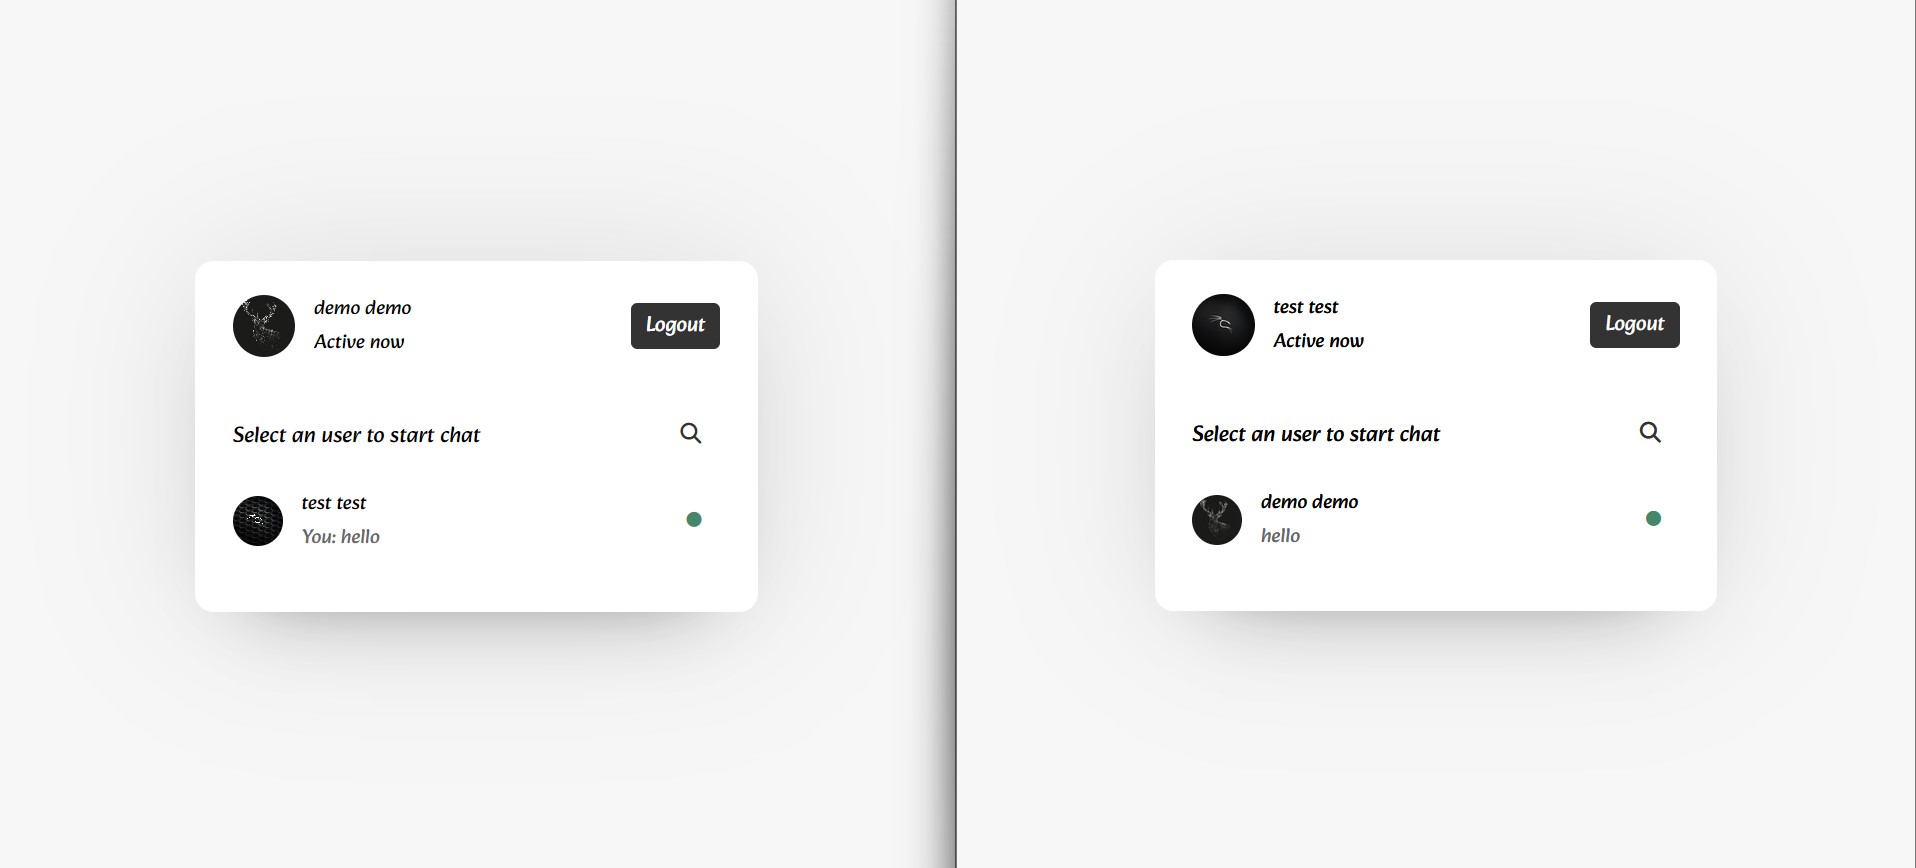 demo demo
Active now
Logout
Select an user to start chat
test test
You: hello
test test
Active now
Logout
Select an user to start chat
demo demo
hello